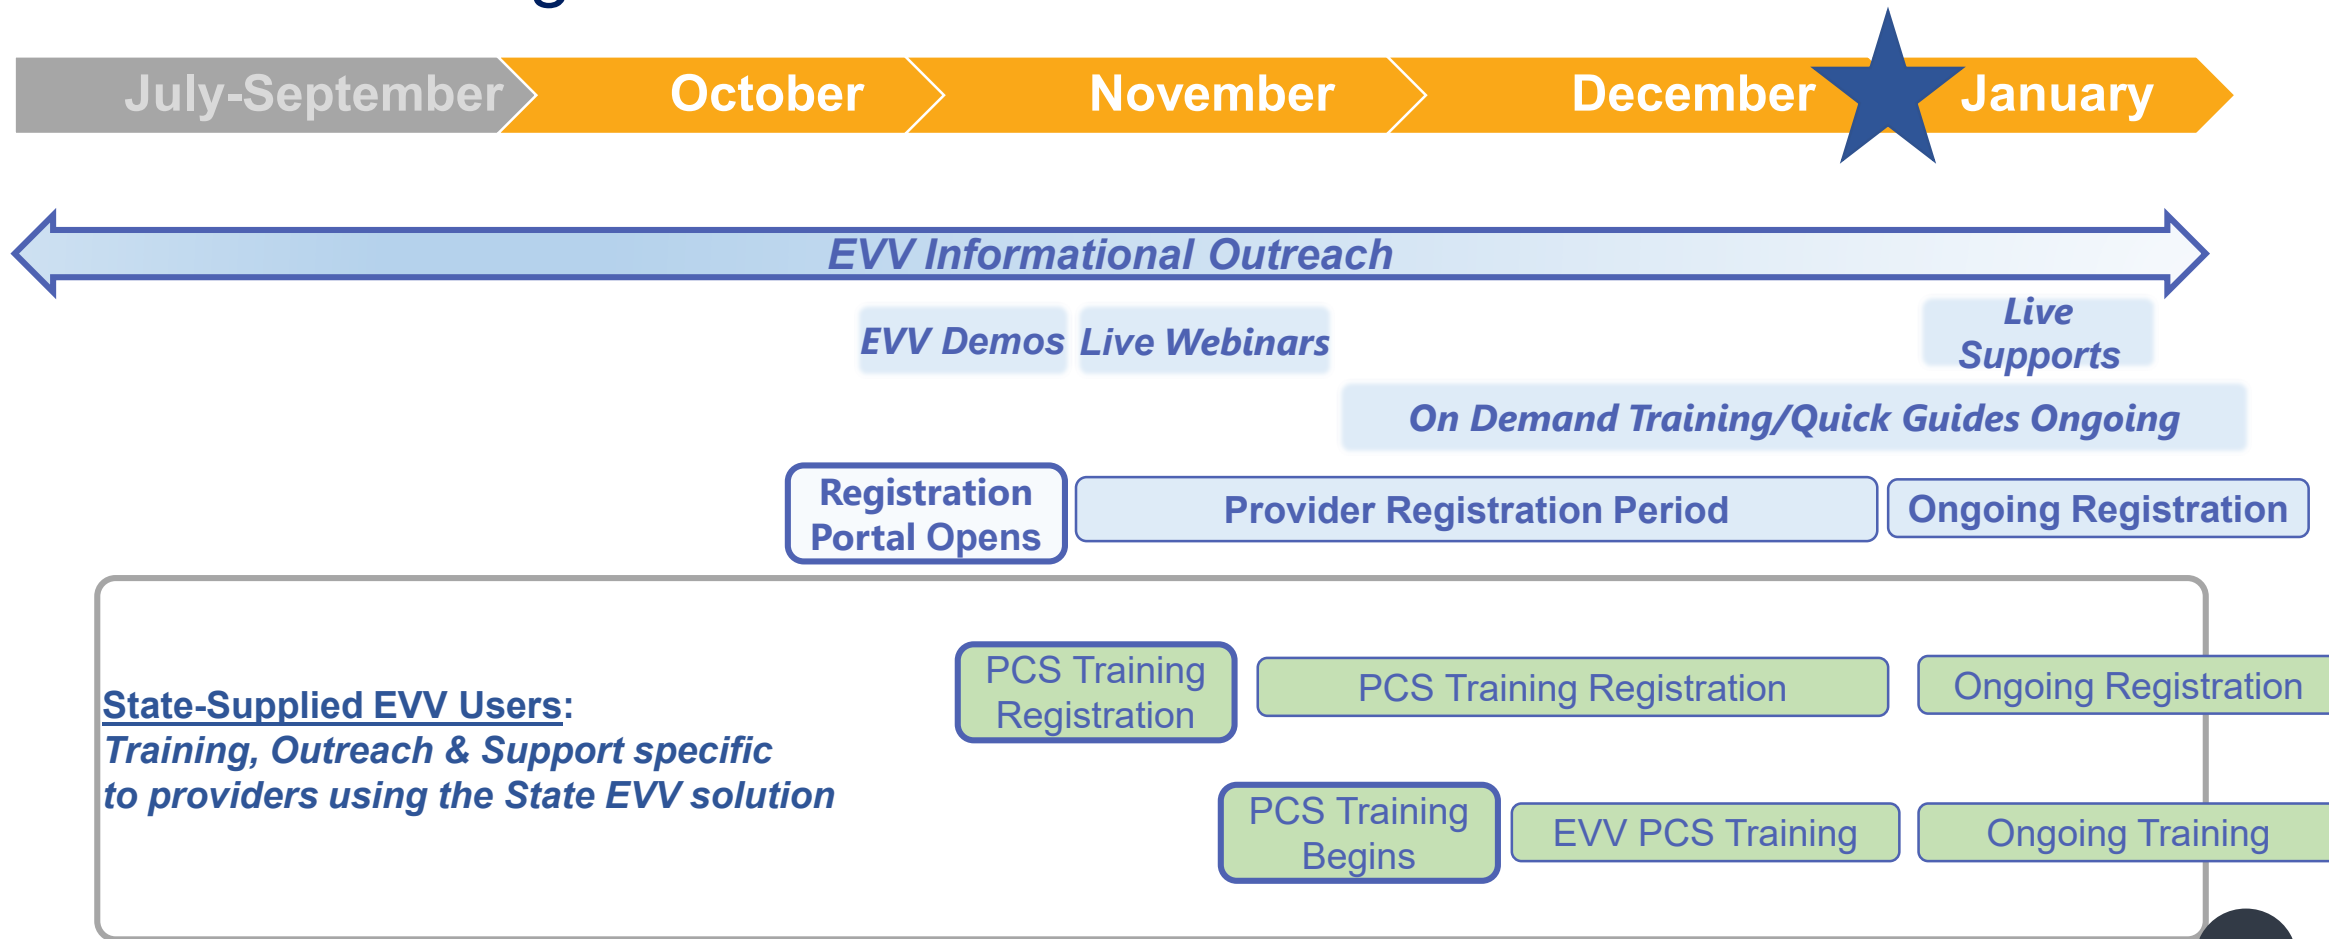 July-September
October
November
December
January
EVV Informational Outreach
EVV Demos
Live Webinars
Live
Supports
On Demand Training/Quick Guides Ongoing
Registration
Portal Opens
Provider Registration Period
Ongoing Registration
State-Supplied EVV Users:
Training, Outreach & Support specific
to providers using the State EVV solution
PCS Training
Registration
PCS Training Registration
Ongoing Registration
PCS Training
Begins
EVV PCS Training
Ongoing Training